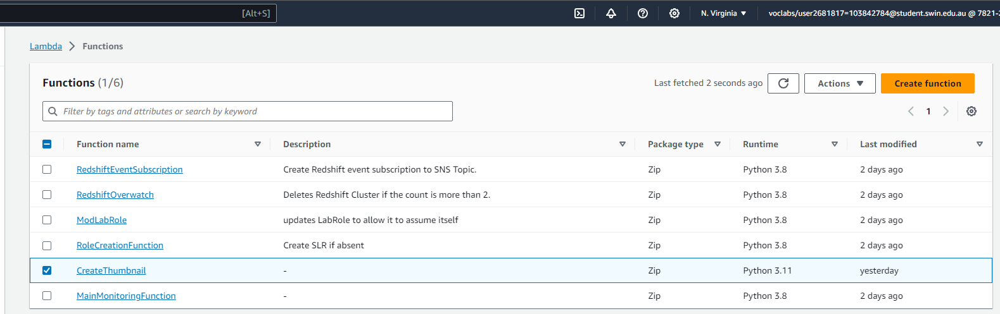 [Alt+S] N. Virginia voclabs/user2681817=103842784@student.swin.edu.au @ 7821-2
Lambda Functions
Functions (1/6) Last fetched 2 seconds ago Actions Create function
Filter by tags and attributes or search by keyword 1
Function name Description Package type Runtime Last modified
RedshiftEventSubscription Create Redshift event subscription to SNS Topic. Zip Python 3.8 2 days ago
RedshiftOverwatch Deletes Redshift Cluster if the count is more than 2. Zip Python 3.8 2 days ago
ModLabRole updates LabRole to allow it to assume itself Zip Python 3.8 2 days ago
RoleCreationFunction Create SLR if absent Zip Python 3.8 2 days ago
CreateThumbnail - Zip Python 3.11 yesterday
MainMonitoringFunction - Zip Python 3.8 2 days ago